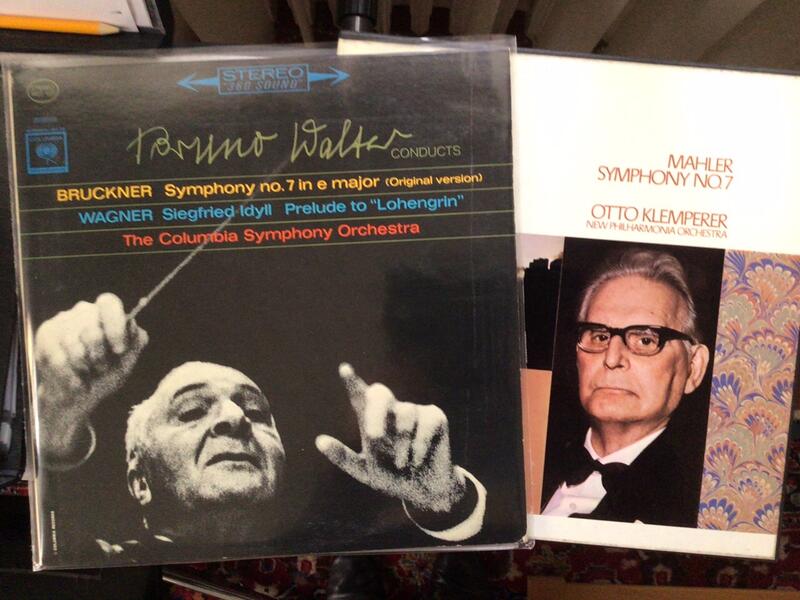 STEREO
"360 SOUND"
COLUMBIA
Bruno Walter CONDUCTS
BRUCKNER Symphony no. 7 in e major (Original version)
WAGNER Siegfried Idyll Prelude to "Lohengrin"
The Columbia Symphony Orchestra
MAHLER
SYMPHONY NO. 7
OTTO KLEMPERER
NEW PHILHARMONIA ORCHESTRA